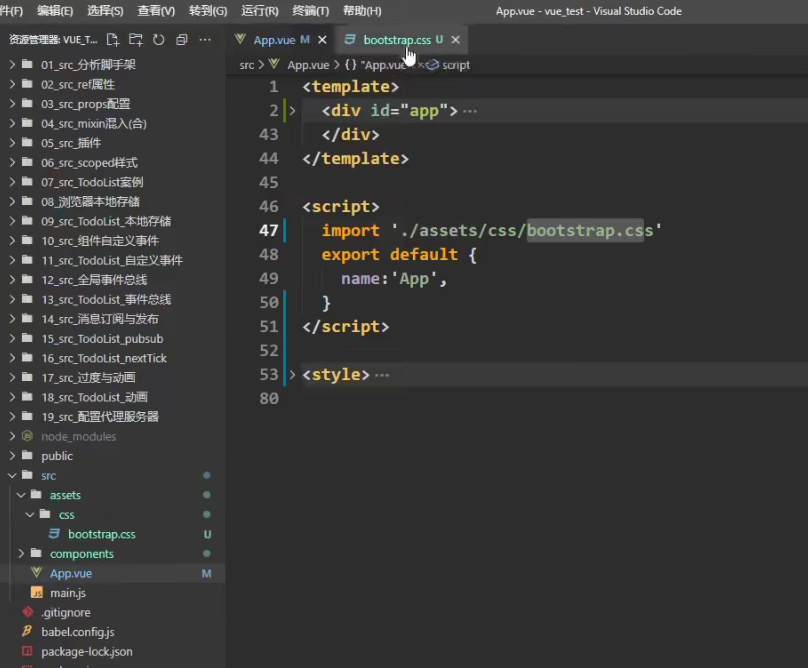 件(F) 编辑(E) 选择(S) 查看(V) 转到(G) 运行(R) 终端(T) 帮助(H) App.vue - vue_test - Visual Studio Code
资源管理器: VUE_T... ···
01_src_分析脚手架
02_src_ref属性
03_src_props配置
04_src_mixin混入(合)
05_src_插件
06_src_scoped样式
07_src_TodoList案例
08_浏览器本地存储
09_src_TodoList_本地存储
10_src_组件自定义事件
11_src_TodoList_自定义事件
12_src_全局事件总线
13_src_TodoList_事件总线
14_src_消息订阅与发布
15_src_TodoList_pubsub
16_src_TodoList_nextTick
17_src_过度与动画
18_src_TodoList_动画
19_src_配置代理服务器
node_modules
public
src
assets
css
bootstrap.css U
components
App.vue M
JS main.js
.gitignore
babel.config.js
package-lock.json
App.vue M × bootstrap.css U ×
src > App.vue > {} "App.vue" > script
1 <template>
2 <div id="app"> ···
43 </div>
44 </template>
45
46 <script>
47 import './assets/css/bootstrap.css'
48 export default {
49 name:'App',
50 }
51 </script>
52
53 <style> ···
80